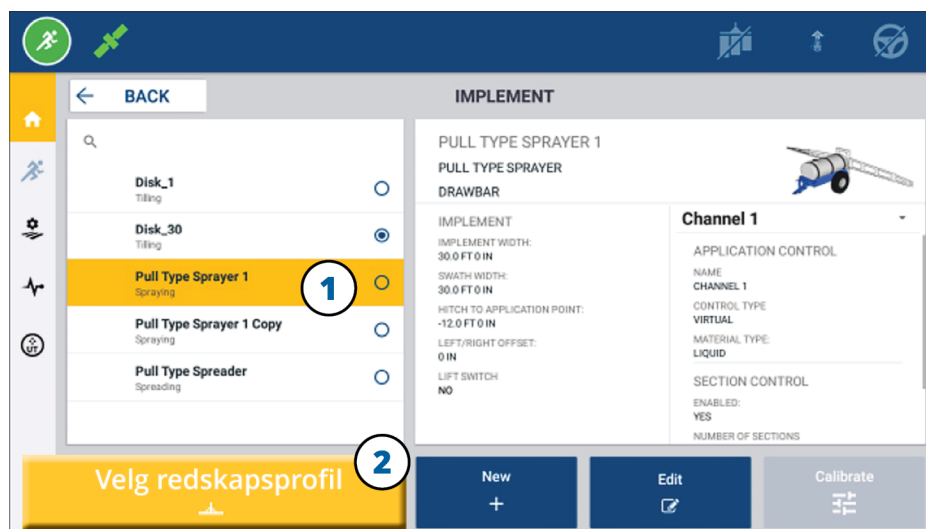 BACK
IMPLEMENT
Disk_1
Tilling
Disk_30
Tilling
Pull Type Sprayer 1
Spraying
1
Pull Type Sprayer 1 Copy
Spraying
Pull Type Spreader
Spreading
PULL TYPE SPRAYER 1
PULL TYPE SPRAYER
DRAWBAR
IMPLEMENT
IMPLEMENT WIDTH:
30.0 FT 0 IN
SWATH WIDTH:
30.0 FT 0 IN
HITCH TO APPLICATION POINT:
-12.0 FT 0 IN
LEFT/RIGHT OFFSET:
0 IN
LIFT SWITCH
NO
Channel 1
APPLICATION CONTROL
NAME
CHANNEL 1
CONTROL TYPE
VIRTUAL
MATERIAL TYPE:
LIQUID
SECTION CONTROL
ENABLED:
YES
NUMBER OF SECTIONS
UT
Velg redskapsprofil
2
New
Edit
Calibrate